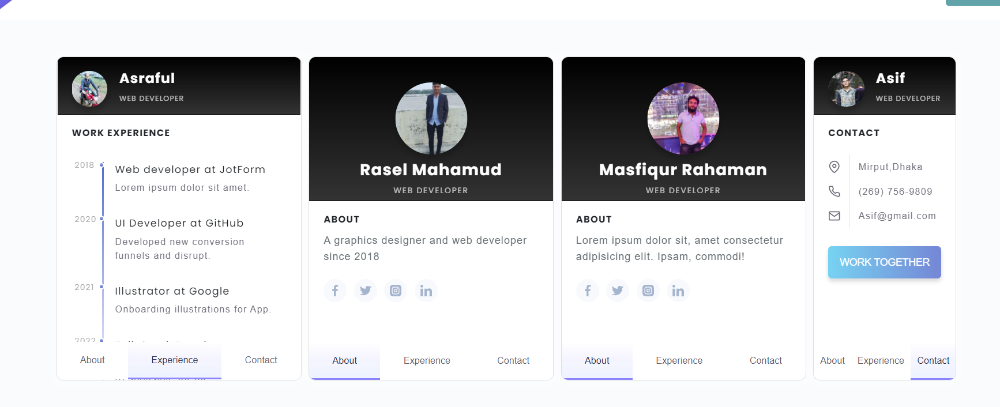 Asraful
WEB DEVELOPER
WORK EXPERIENCE
2018
Web developer at JotForm
Lorem ipsum dolor sit amet.
2020
UI Developer at GitHub
Developed new conversion
funnels and disrupt.
2021
Illustrator at Google
Onboarding illustrations for App.
2022
About Experience Contact
Rasel Mahamud
WEB DEVELOPER
ABOUT
A graphics designer and web developer
since 2018
About Experience Contact
Masfiqur Rahaman
WEB DEVELOPER
ABOUT
Lorem ipsum dolor sit, amet consectetur
adipisicing elit. Ipsam, commodi!
About Experience Contact
Asif
WEB DEVELOPER
CONTACT
Mirput,Dhaka
(269) 756-9809
Asif@gmail.com
WORK TOGETHER
About Experience Contact